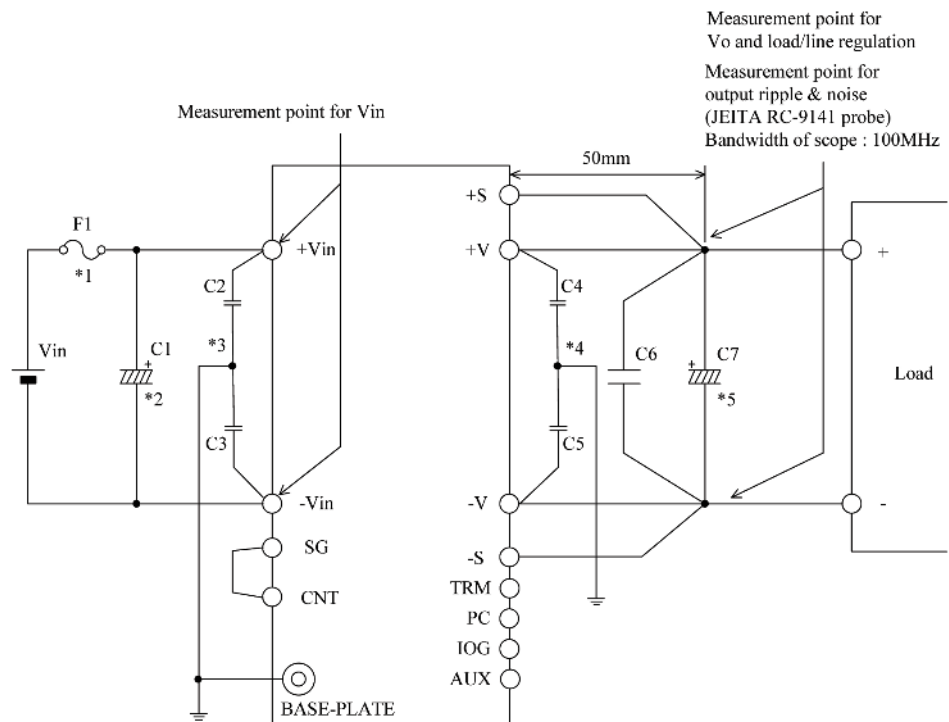 Measurement point for
Vo and load/line regulation
Measurement point for
output ripple & noise
(JEITA RC-9141 probe)
Bandwidth of scope : 100MHz
Measurement point for Vin
50mm
+S
F1
*1
+Vin
+V
+
C2
C4
Vin
+
C1
*2
*3
*4
C6
+
C7
*5
Load
C3
C5
-Vin
-V
-
SG
-S
CNT
TRM
PC
IOG
AUX
BASE-PLATE